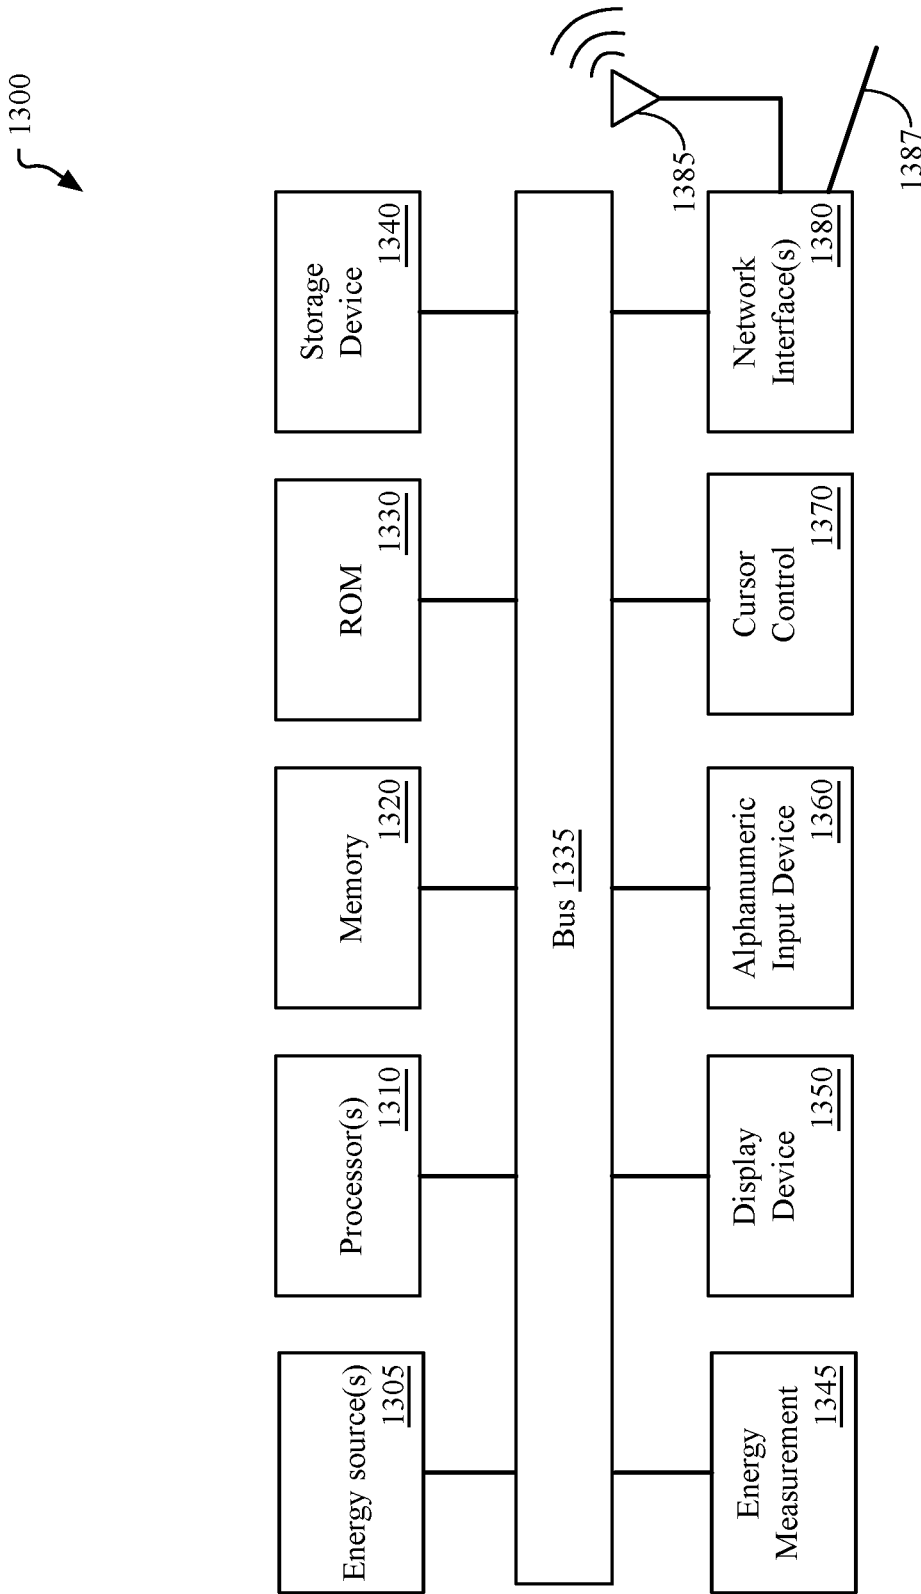 1300
Energy source(s)
1305
Processor(s)
1310
Memory
1320
ROM
1330
Storage
Device
1340
Bus 1335
Energy
Measurement
1345
Display
Device
1350
Alphanumeric
Input Device
1360
Cursor
Control
1370
Network
Interface(s)
1380
1385
1387